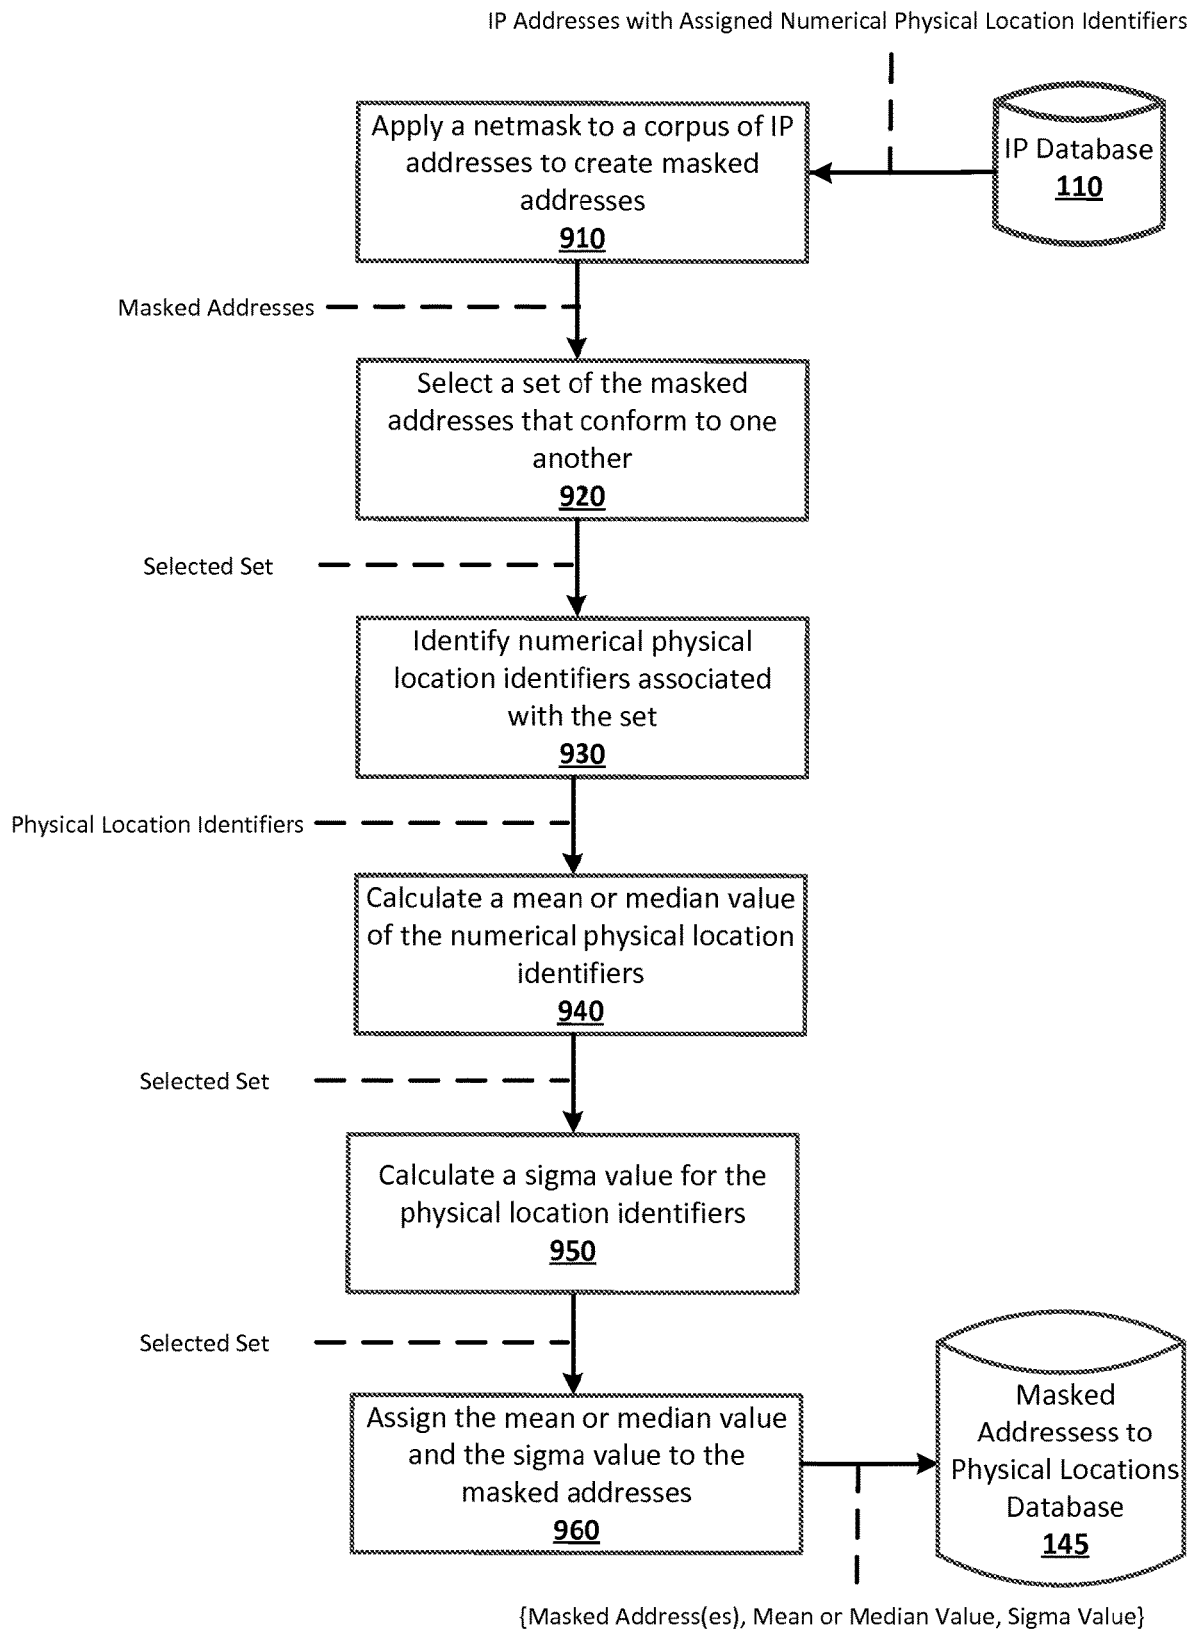 IP Addresses with Assigned Numerical Physical Location Identifiers
Apply a netmask to a corpus of IP
addresses to create masked
addresses
910
IP Database
110
Masked Addresses
Select a set of the masked
addresses that conform to one
another
920
Selected Set
Identify numerical physical
location identifiers associated
with the set
930
Physical Location Identifiers
Calculate a mean or median value
of the numerical physical location
identifiers
940
Selected Set
Calculate a sigma value for the
physical location identifiers
950
Selected Set
Assign the mean or median value
and the sigma value to the
masked addresses
960
Masked
Addressess to
Physical Locations
Database
145
{Masked Address(es), Mean or Median Value, Sigma Value}